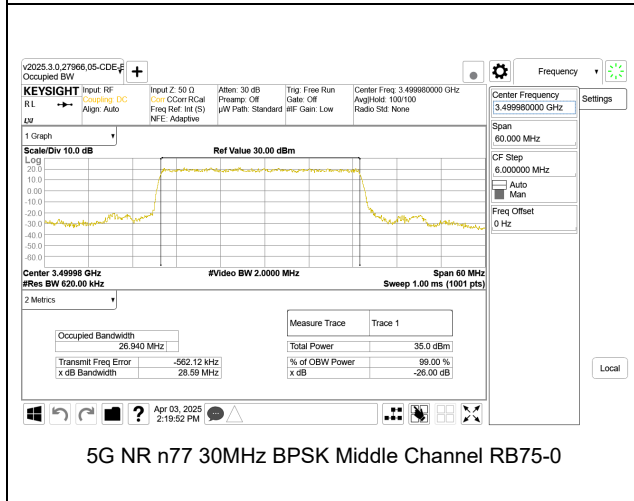 v2025.3.0,27966,05-CDE-E
Occupied BW
Frequency
KEYSIGHT
RL
Input: RF
Coupling: DC
Align: Auto
Input Z: 50 Ω
Corr CCorr RCal
Freq Ref: Int (S)
NFE: Adaptive
Atten: 30 dB
Preamp: Off
µW Path: Standard
Trig: Free Run
Gate: Off
#IF Gain: Low
Center Freq: 3.499980000 GHz
Avg|Hold: 100/100
Radio Std: None
Center Frequency
3.499980000 GHz
Settings
Span
60.000 MHz
CF Step
6.000000 MHz
Auto
Man
Freq Offset
0 Hz
Local
1 Graph
Scale/Div 10.0 dB
Ref Value 30.00 dBm
Log
20.0
10.0
0.00
-10.0
-20.0
-30.0
-40.0
-50.0
-60.0
Center 3.49998 GHz
#Video BW 2.0000 MHz
Span 60 MHz
#Res BW 620.00 kHz
Sweep 1.00 ms (1001 pts)
2 Metrics
Measure Trace Trace 1
Occupied Bandwidth
26.940 MHz
Total Power 35.0 dBm
Transmit Freq Error -562.12 kHz
% of OBW Power 99.00 %
x dB Bandwidth 28.59 MHz
x dB -26.00 dB
Apr 03, 2025
2:19:52 PM
5G NR n77 30MHz BPSK Middle Channel RB75-0